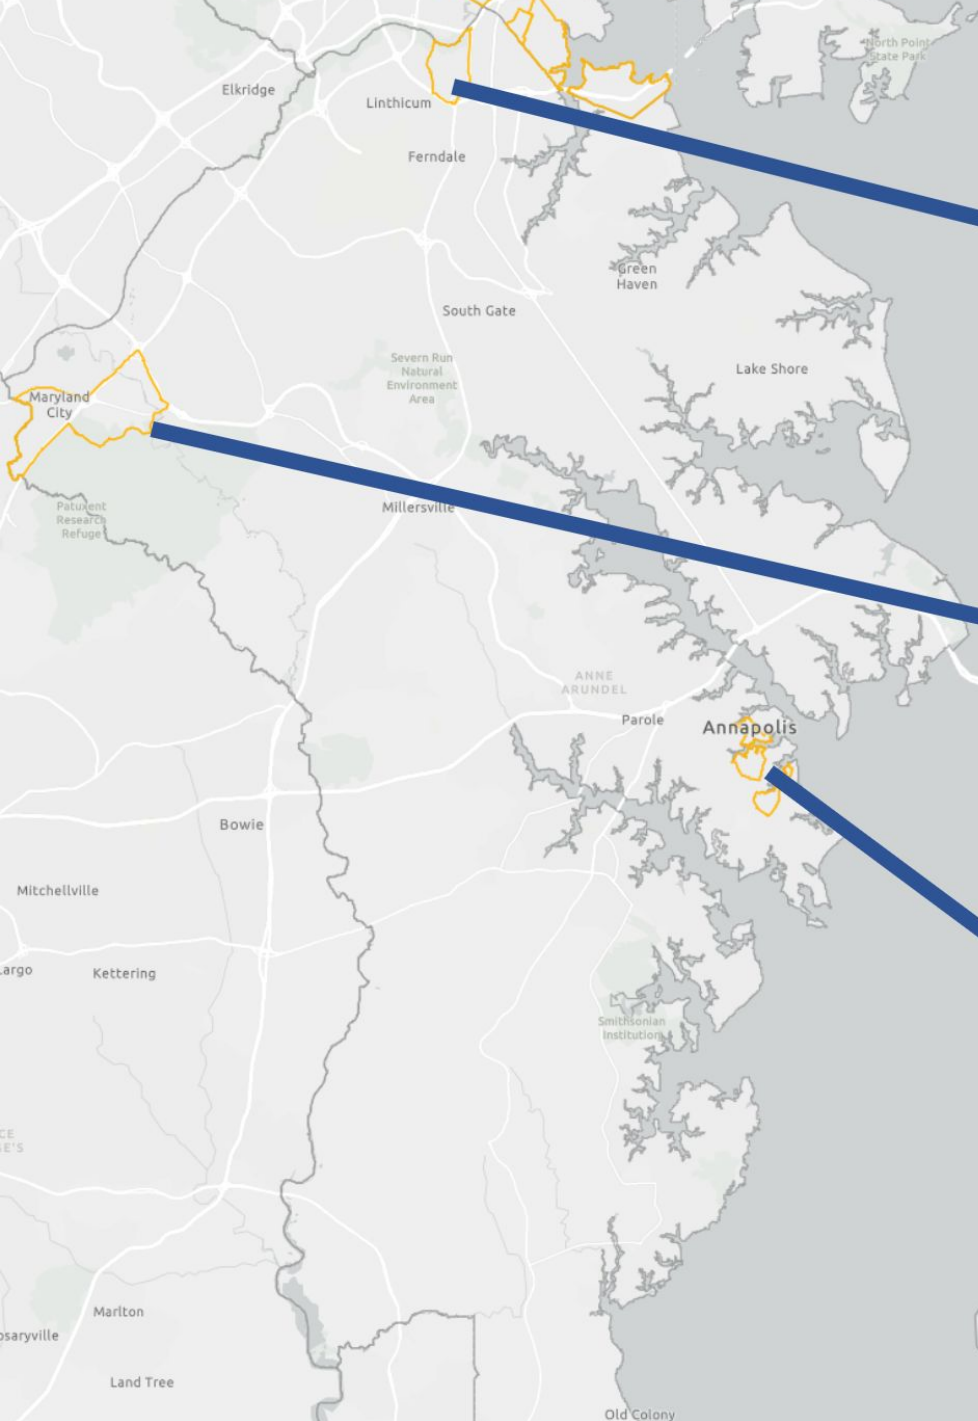 North Point
State Park
Elkridge
Linthicum
Ferndale
Green
Haven
South Gate
Severn Run
Natural
Environment
Area
Lake Shore
Maryland
City
Patuxent
Research
Refuge
Millersville
ANNE
ARUNDEL
Parole
Annapolis
Bowie
Mitchellville
Largo
Kettering
Smithsonian
Institution
CE
E'S
Marlton
osaryville
Land Tree
Old Colony